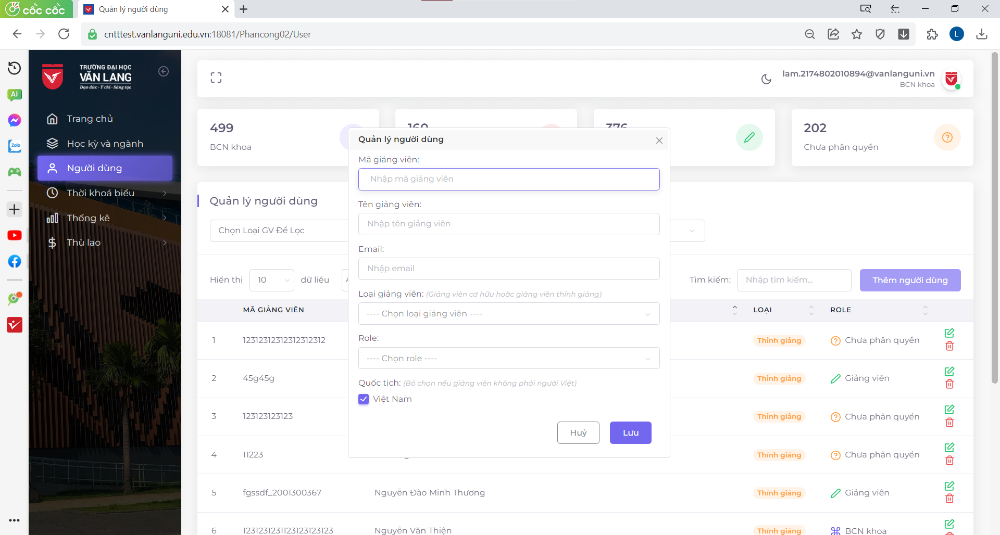 cốc cốc
Quản lý người dùng
cntttest.vanlanguni.edu.vn:18081/Phancong02/User
L
TRƯỜNG ĐẠI HỌC
VĂN LANG
Đạo đức - Ý chí - Sáng tạo
AI
Zalo
Trang chủ
Học kỳ và ngành
Người dùng
Thời khoá biểu
Thống kê
Thù lao
lam.2174802010894@vanlanguni.vn
BCN khoa
499
BCN khoa
160
376
202
Chưa phân quyền
Quản lý người dùng
Chọn Loại GV Để Lọc
Hiển thị
10
dữ liệu
Tìm kiếm:
Nhập tìm kiếm...
Thêm người dùng
Quản lý người dùng
Mã giảng viên:
Nhập mã giảng viên
Tên giảng viên:
Nhập tên giảng viên
Email:
Nhập email
Loại giảng viên: (Giảng viên cơ hữu hoặc giảng viên thỉnh giảng)
---- Chọn loại giảng viên ----
Role:
---- Chọn role ----
Quốc tịch: (Bỏ chọn nếu giảng viên không phải người Việt)
Việt Nam
Huỷ
Lưu
MÃ GIẢNG VIÊN
LOẠI
ROLE
1
12312312312312312312
Thỉnh giảng
Chưa phân quyền
2
45g45g
Thỉnh giảng
Giảng viên
3
123123123123
Thỉnh giảng
Chưa phân quyền
4
11223
Thỉnh giảng
Chưa phân quyền
5
fgssdf_2001300367
Nguyễn Đào Minh Thương
Thỉnh giảng
Giảng viên
6
1231231231123123123123
Nguyễn Văn Thiện
Thỉnh giảng
BCN khoa